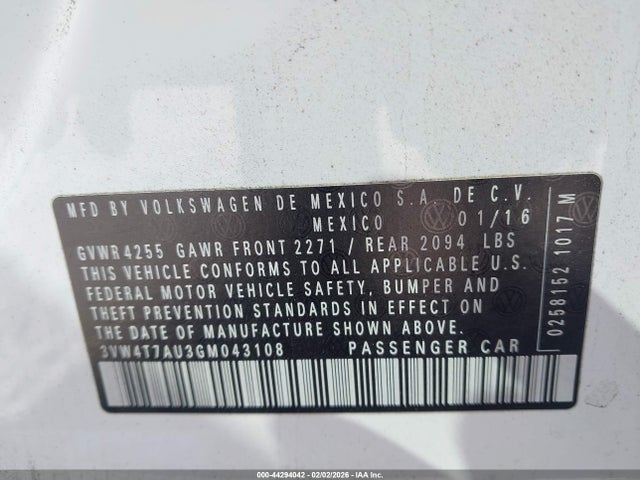 MFD BY VOLKSWAGEN DE MEXICO S.A. DE C.V.
MEXICO 01/16
GVWR 4255 GAWR FRONT 2271 / REAR 2094 LBS
THIS VEHICLE CONFORMS TO ALL APPLICABLE U.S.
FEDERAL MOTOR VEHICLE SAFETY, BUMPER AND
THEFT PREVENTION STANDARDS IN EFFECT ON
THE DATE OF MANUFACTURE SHOWN ABOVE.
3VW4T7AU3GM043108 PASSENGER CAR
0258152 1017 M
000-44294042 - 02/02/2026 - IAA Inc.